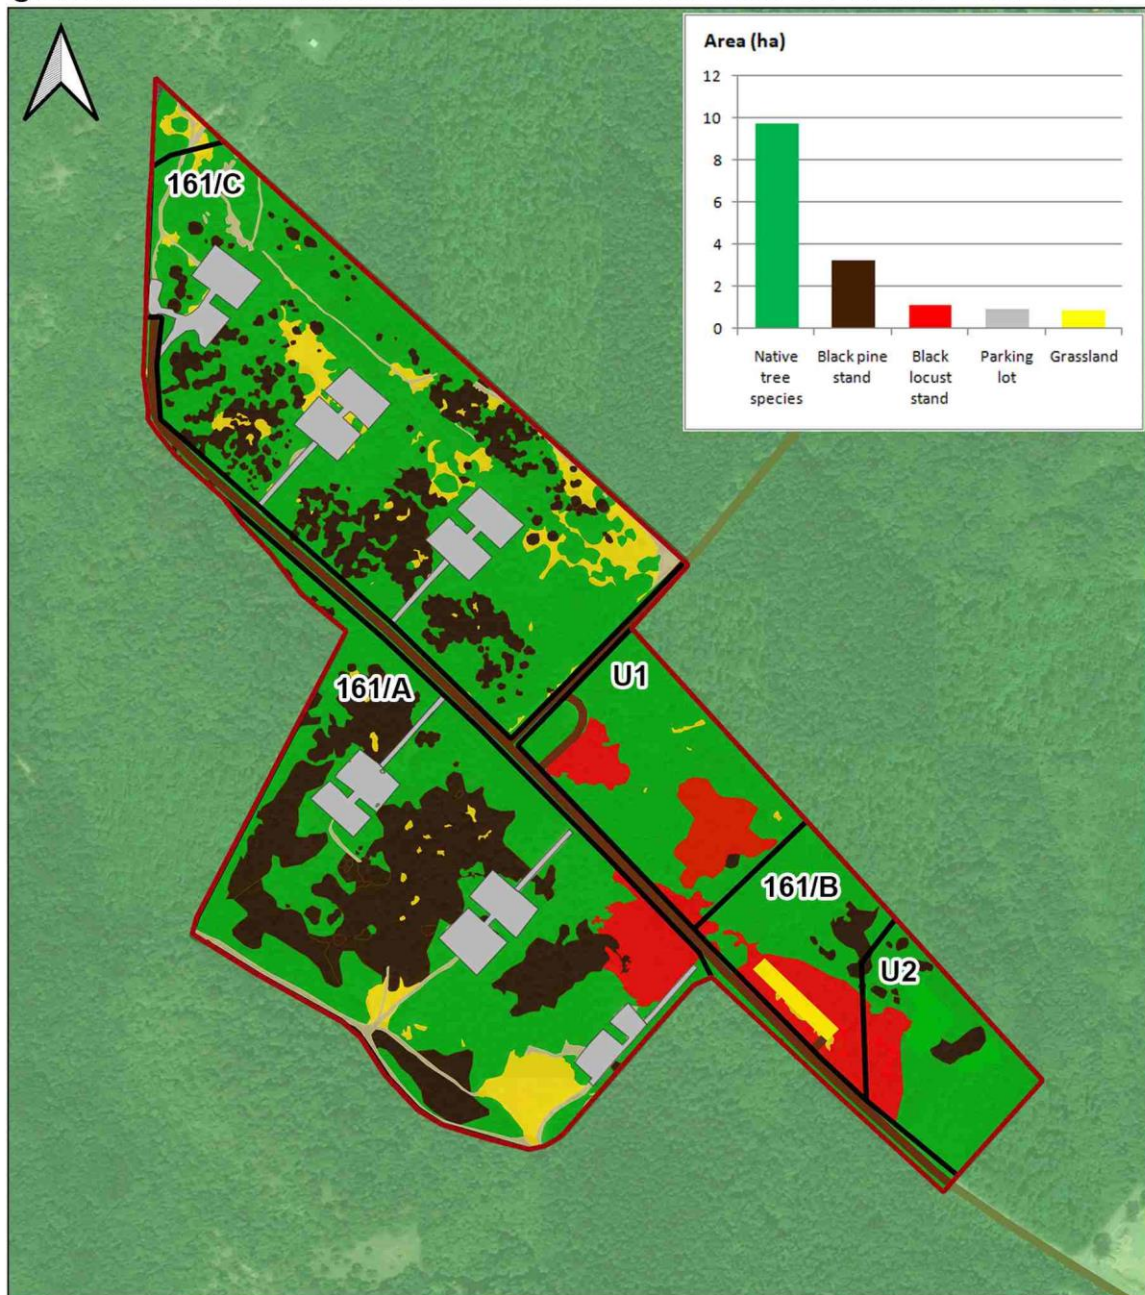 Area (ha)
12
10
8
6
4
2
0
Native tree species
Black pine stand
Black locust stand
Parking lot
Grassland
161/C
U1
161/A
161/B
U2